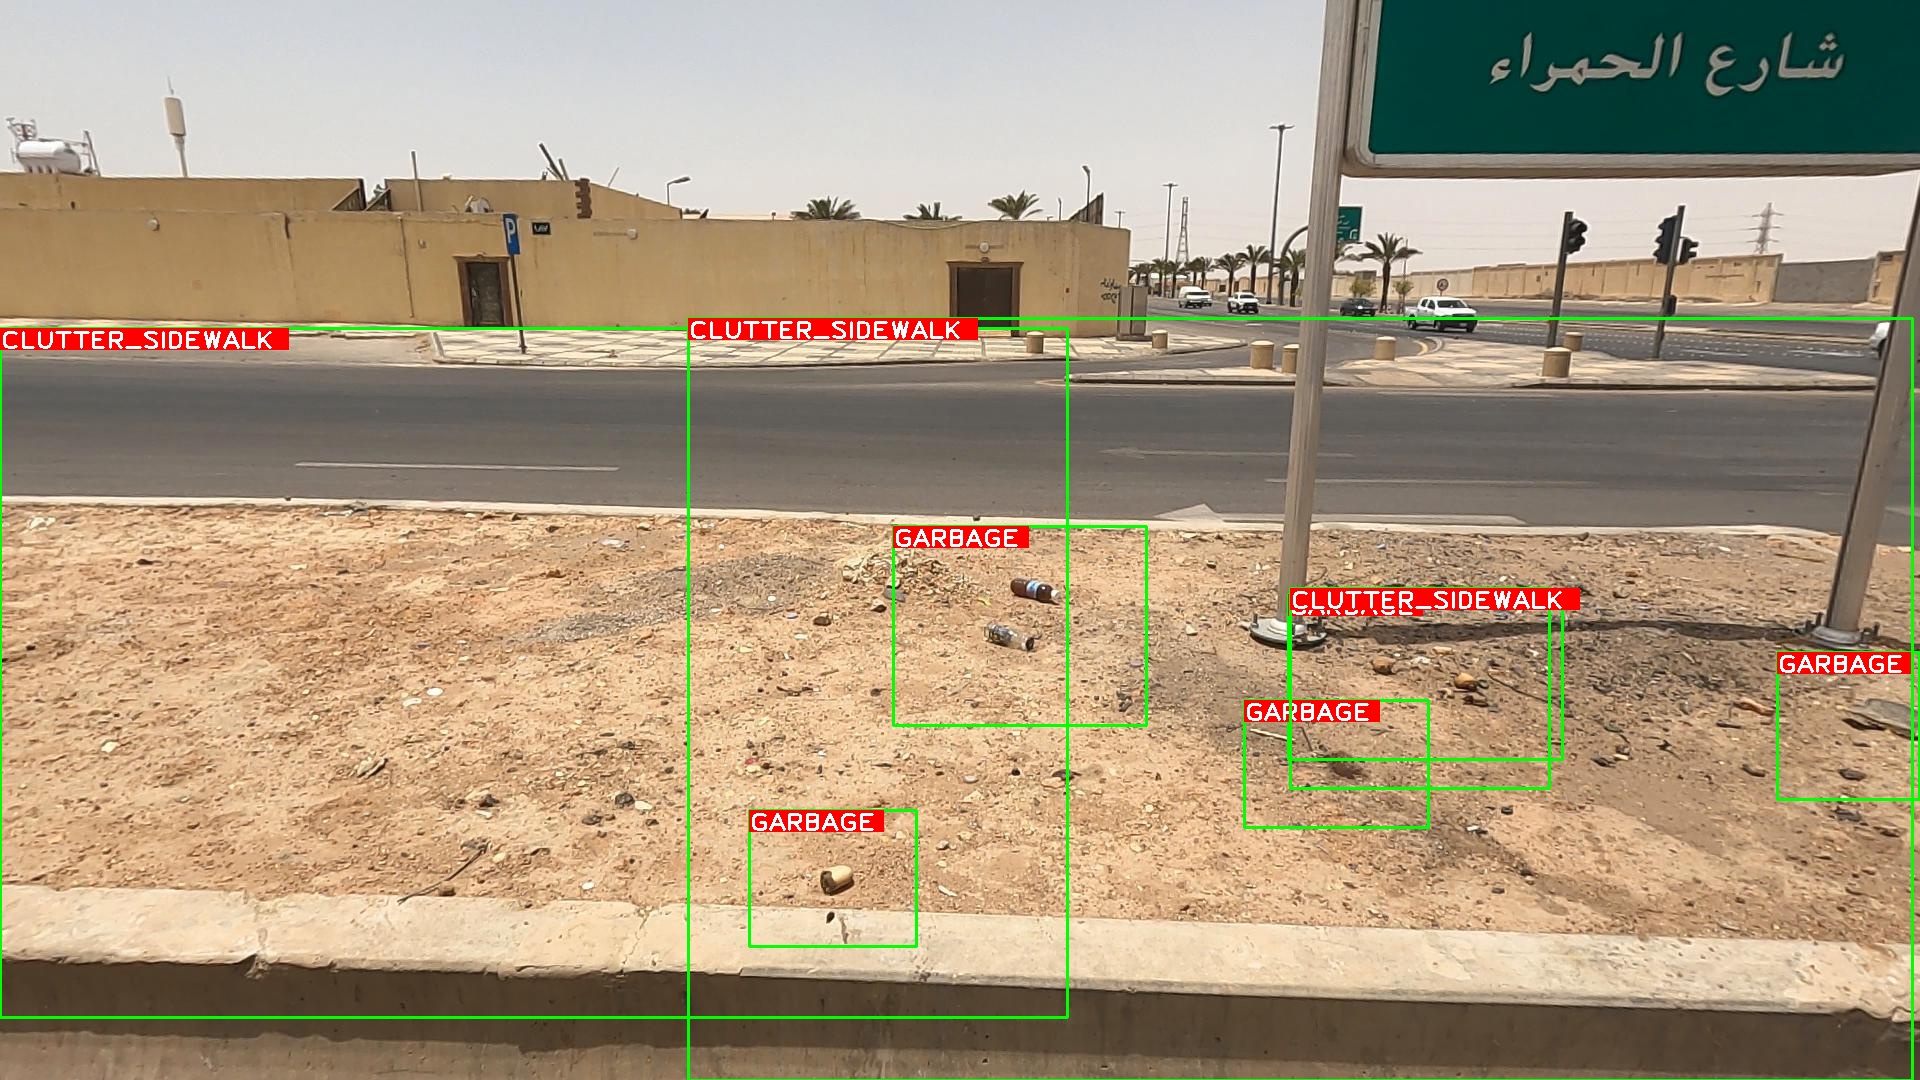 شارع الحمراء
P
CLUTTER_SIDEWALK
CLUTTER_SIDEWALK
GARBAGE
CLUTTER_SIDEWALK
GARBAGE
GARBAGE
GARBAGE